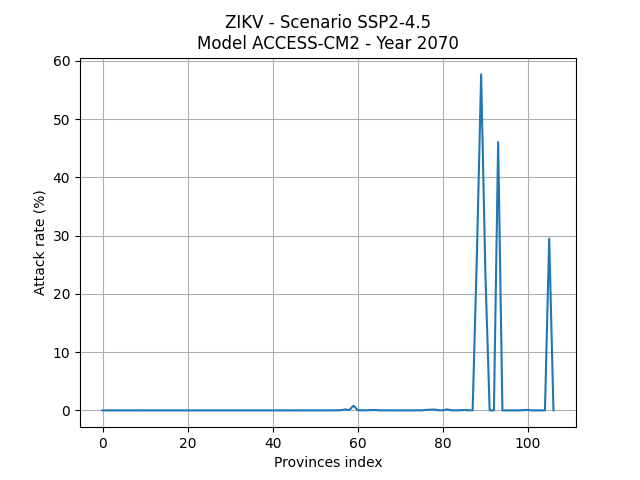 ZIKV - Scenario SSP2-4.5
Model ACCESS-CM2 - Year 2070
60
50
40
30
20
10
0
Attack rate (%)
0 20 40 60 80 100
Provinces index